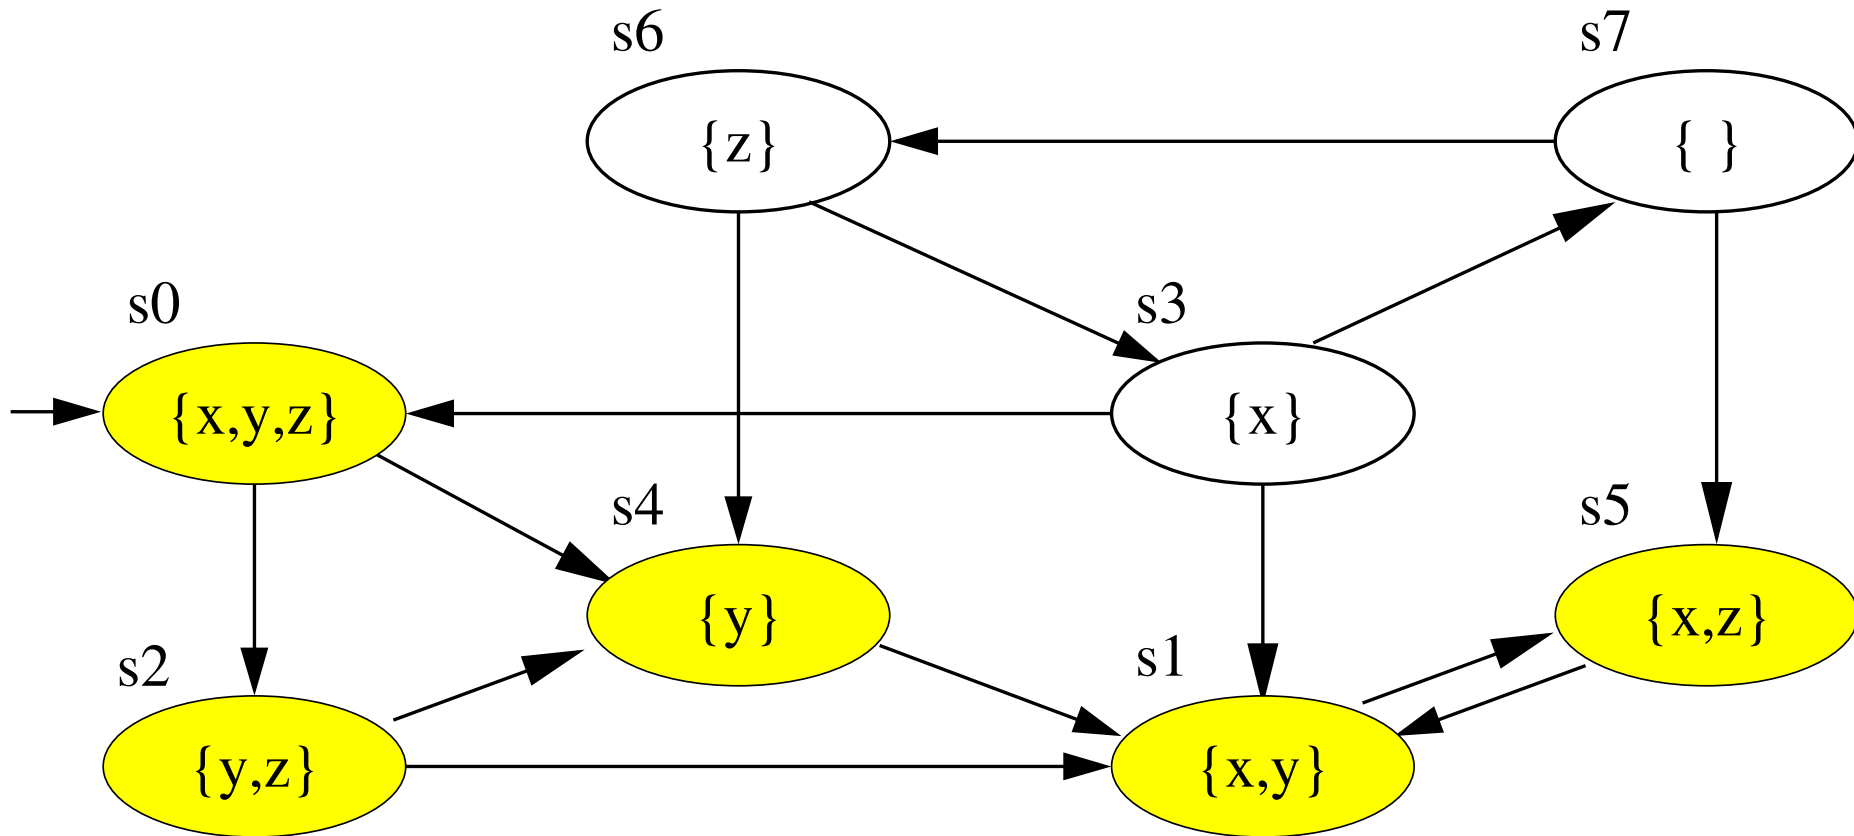 s6
s7
{z}
{ }
s0
s3
{x,y,z}
{x}
s4
s5
{y}
{x,z}
s2
s1
{y,z}
{x,y}